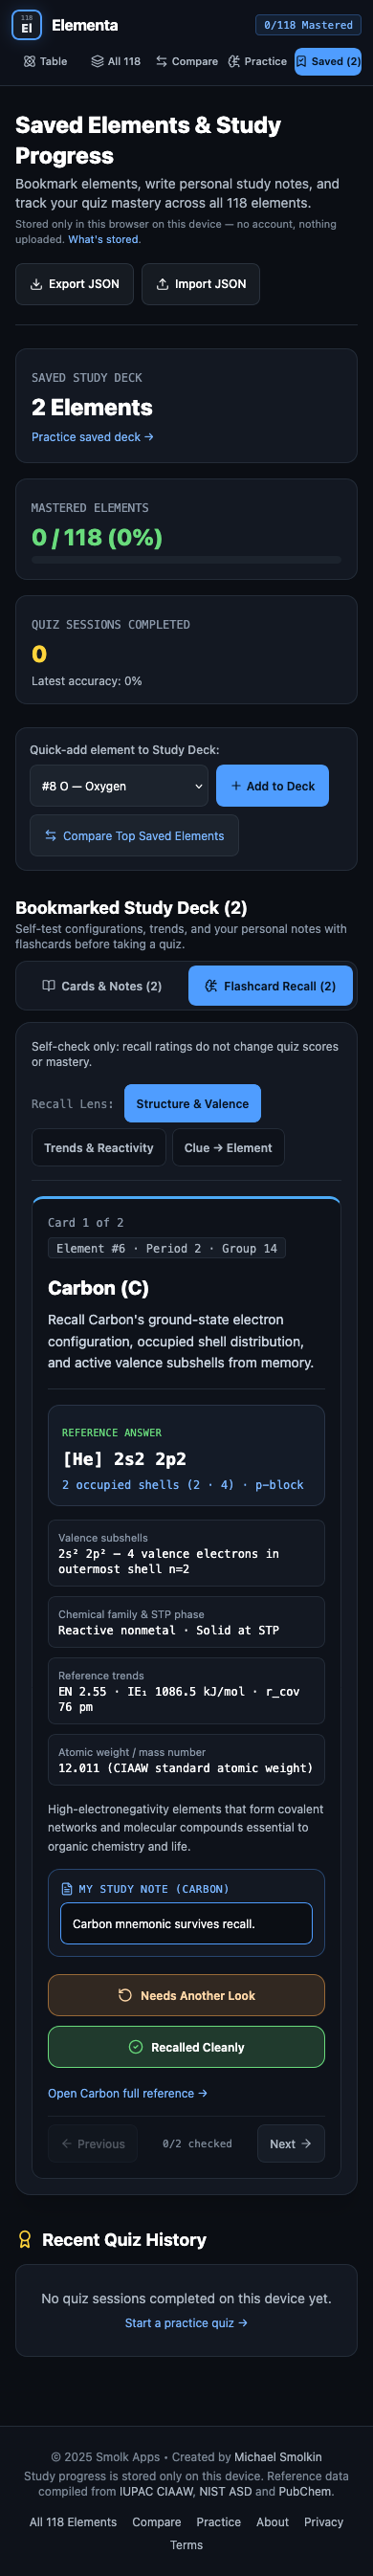 118
El
Elementa
0/118 Mastered
Table
All 118
Compare
Practice
Saved (2)
Saved Elements & Study
Progress
Bookmark elements, write personal study notes, and
track your quiz mastery across all 118 elements.
Stored only in this browser on this device — no account, nothing
uploaded. What's stored.
Export JSON
Import JSON
SAVED STUDY DECK
2 Elements
Practice saved deck →
MASTERED ELEMENTS
0 / 118 (0%)
QUIZ SESSIONS COMPLETED
0
Latest accuracy: 0%
Quick-add element to Study Deck:
#8 O — Oxygen
+ Add to Deck
Compare Top Saved Elements
Bookmarked Study Deck (2)
Self-test configurations, trends, and your personal notes with
flashcards before taking a quiz.
Cards & Notes (2)
Flashcard Recall (2)
Self-check only: recall ratings do not change quiz scores
or mastery.
Recall Lens:
Structure & Valence
Trends & Reactivity
Clue → Element
Card 1 of 2
Element #6 · Period 2 · Group 14
Carbon (C)
Recall Carbon's ground-state electron
configuration, occupied shell distribution,
and active valence subshells from memory.
REFERENCE ANSWER
[He] 2s2 2p2
2 occupied shells (2 · 4) · p-block
Valence subshells
2s² 2p² — 4 valence electrons in
outermost shell n=2
Chemical family & STP phase
Reactive nonmetal · Solid at STP
Reference trends
EN 2.55 · IE₁ 1086.5 kJ/mol · r_cov
76 pm
Atomic weight / mass number
12.011 (CIAAW standard atomic weight)
High-electronegativity elements that form covalent
networks and molecular compounds essential to
organic chemistry and life.
MY STUDY NOTE (CARBON)
Carbon mnemonic survives recall.
Needs Another Look
Recalled Cleanly
Open Carbon full reference →
← Previous
0/2 checked
Next →
Recent Quiz History
No quiz sessions completed on this device yet.
Start a practice quiz →
© 2025 Smolk Apps • Created by Michael Smolkin
Study progress is stored only on this device. Reference data
compiled from IUPAC CIAAW, NIST ASD and PubChem.
All 118 Elements
Compare
Practice
About
Privacy
Terms